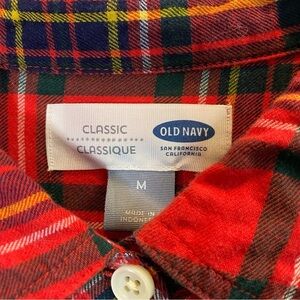 CLASSIC
CLASSIQUE
OLD NAVY
SAN FRANCISCO
CALIFORNIA
M
MADE IN
INDONESIA